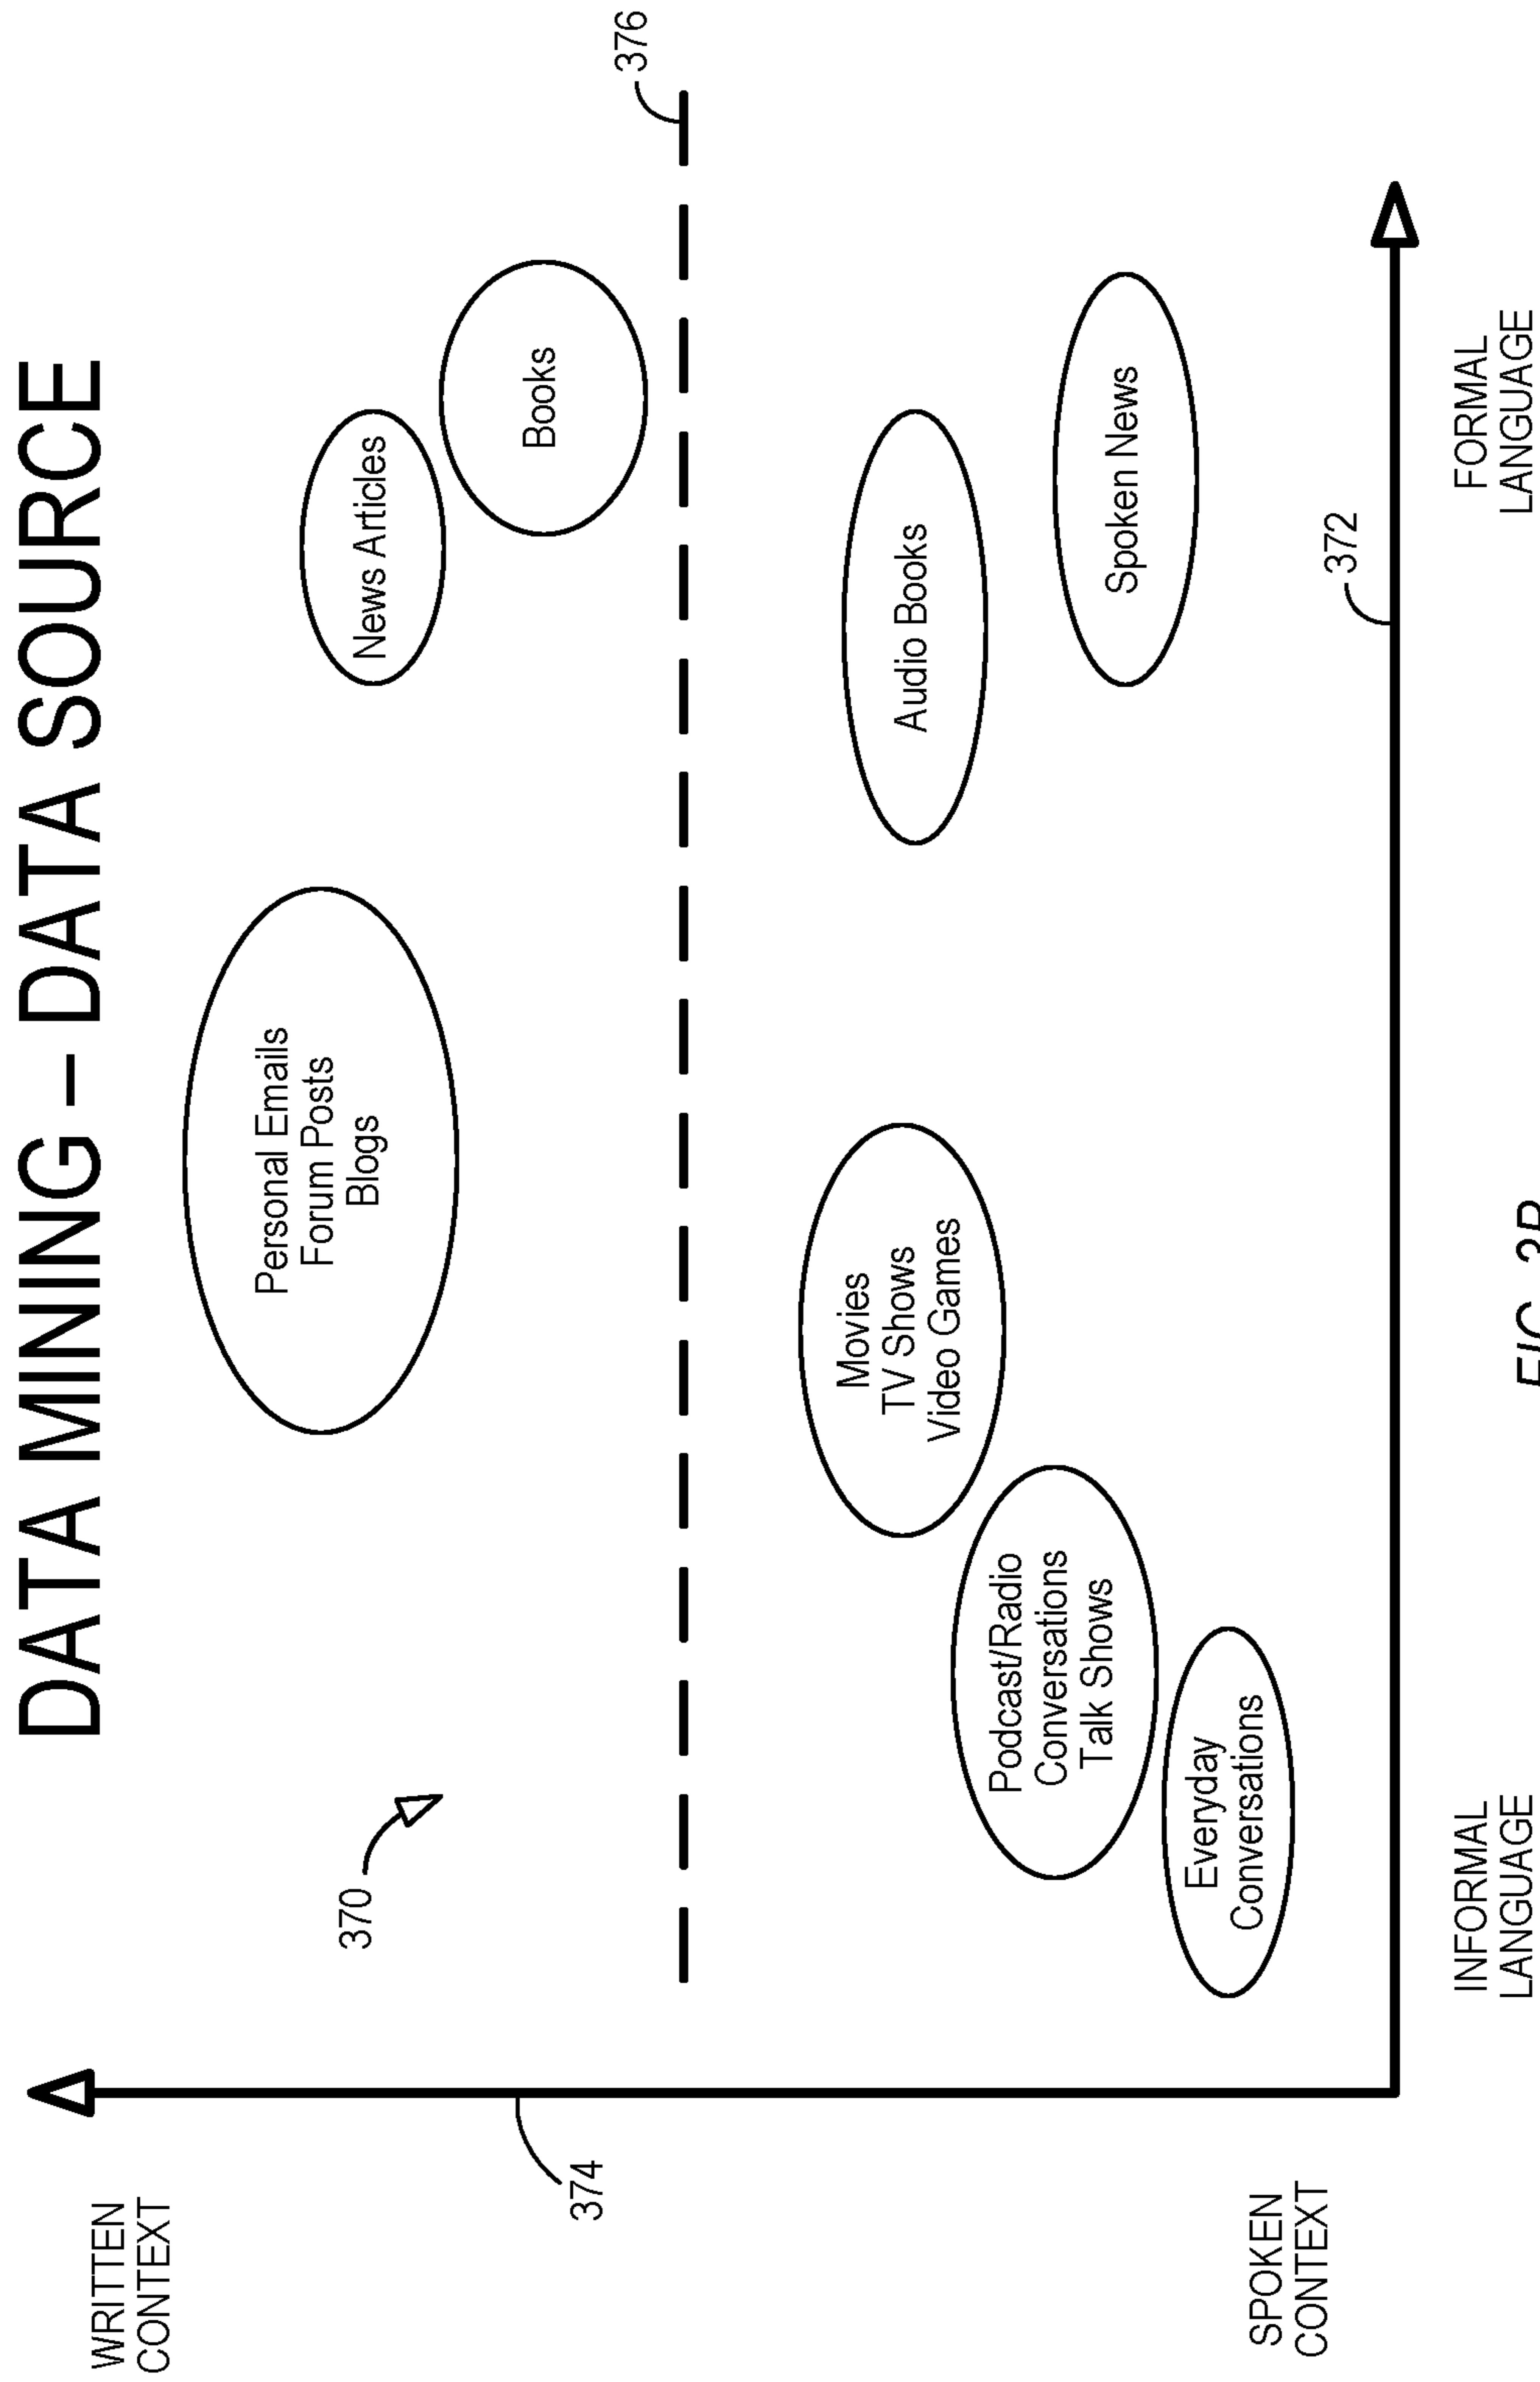 DATA MINING – DATA SOURCE
WRITTEN
CONTEXT
370
Personal Emails
Forum Posts
Blogs
News Articles
Books
374
376
Movies
TV Shows
Video Games
Audio Books
Podcast/Radio
Conversations
Talk Shows
Spoken News
Everyday
Conversations
SPOKEN
CONTEXT
372
INFORMAL
LANGUAGE
FORMAL
LANGUAGE